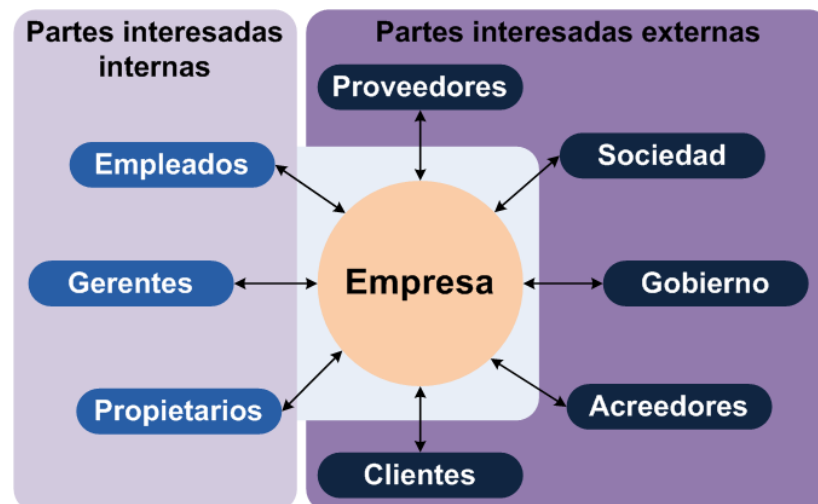 Partes interesadas
internas
Partes interesadas externas
Proveedores
Empleados
Sociedad
Gerentes
Empresa
Gobierno
Propietarios
Acreedores
Clientes